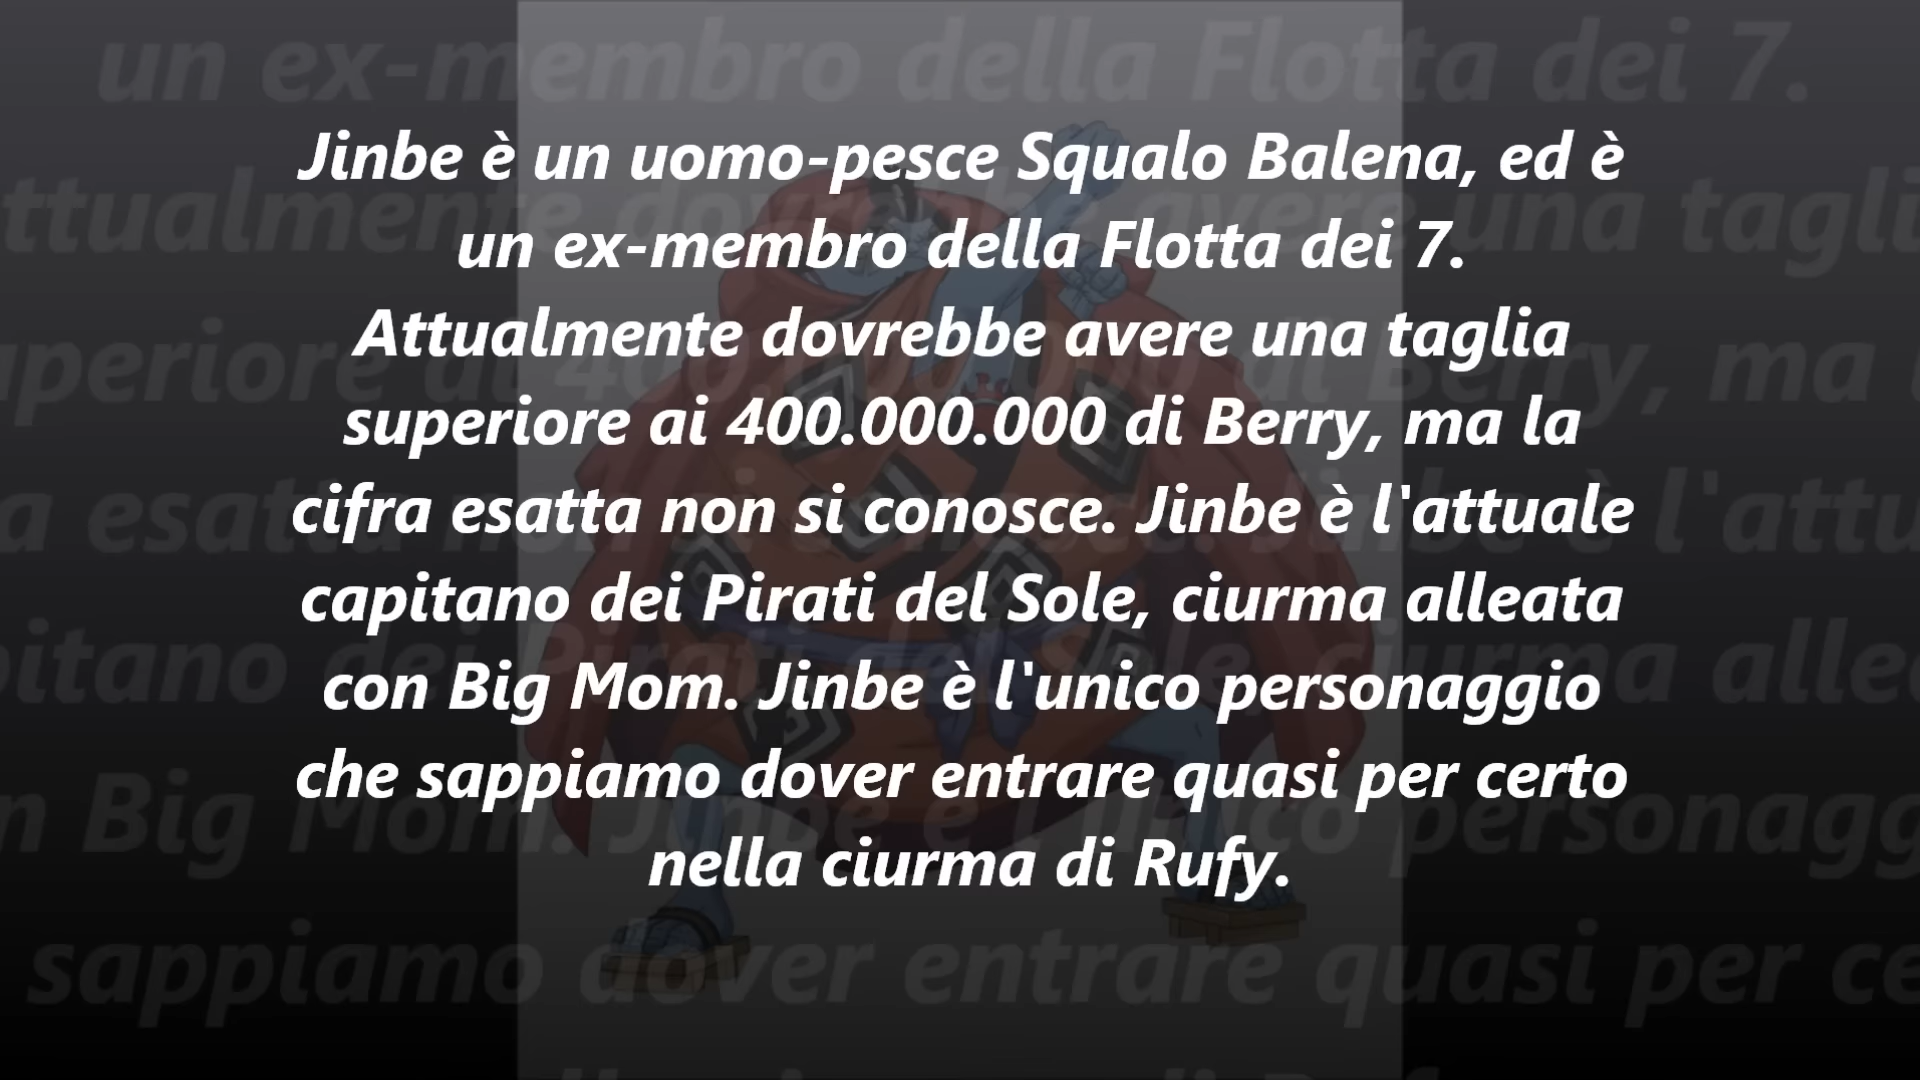 Jinbe è un uomo-pesce Squalo Balena, ed è
un ex-membro della Flotta dei 7.
Attualmente dovrebbe avere una taglia
superiore ai 400.000.000 di Berry, ma la
cifra esatta non si conosce. Jinbe è l'attuale
capitano dei Pirati del Sole, ciurma alleata
con Big Mom. Jinbe è l'unico personaggio
che sappiamo dover entrare quasi per certo
nella ciurma di Rufy.